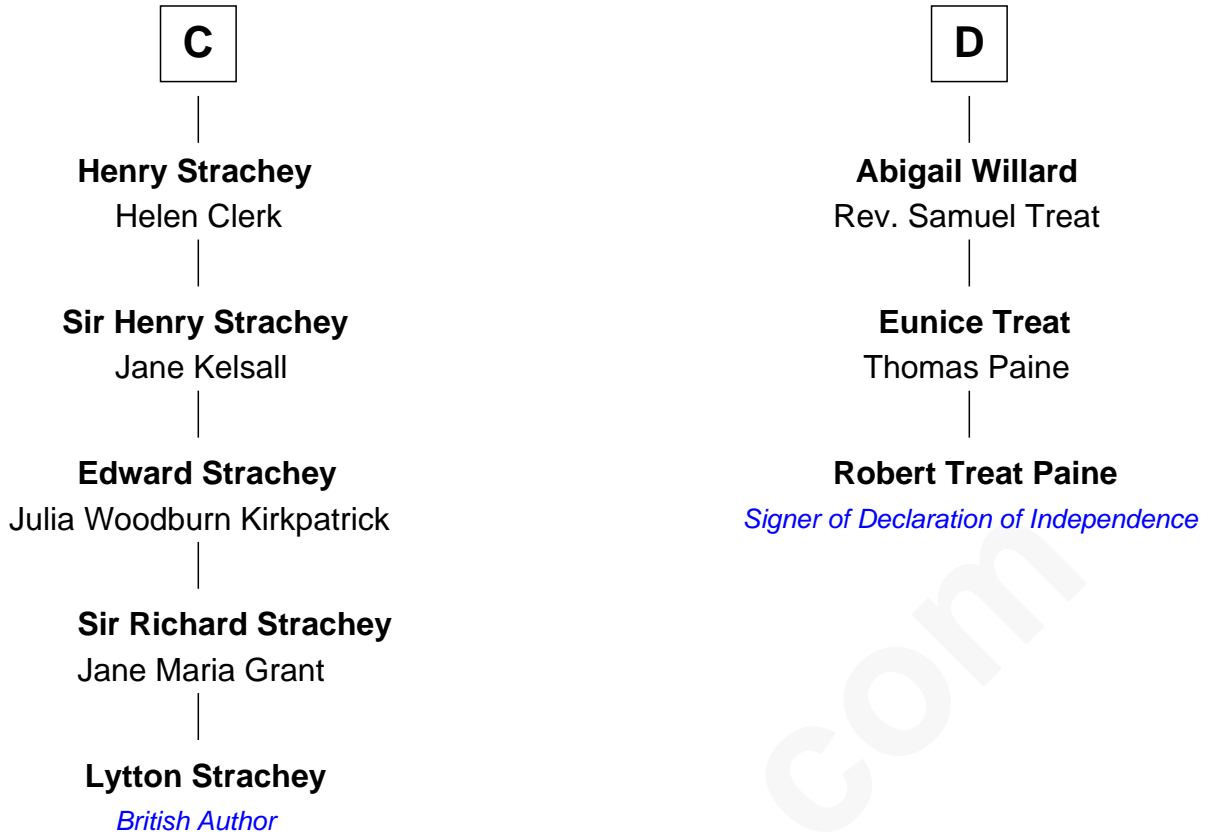 C
Henry Strachey
Helen Clerk
Sir Henry Strachey
Jane Kelsall
Edward Strachey
Julia Woodburn Kirkpatrick
Sir Richard Strachey
Jane Maria Grant
Lytton Strachey
British Author
D
Abigail Willard
Rev. Samuel Treat
Eunice Treat
Thomas Paine
Robert Treat Paine
Signer of Declaration of Independence
com